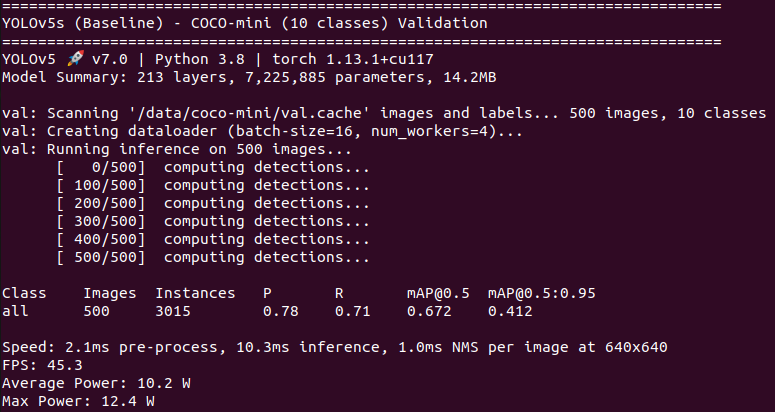 ================================================================================
YOLOv5s (Baseline) - COCO-mini (10 classes) Validation
================================================================================
YOLOv5 🚀 v7.0 | Python 3.8 | torch 1.13.1+cu117
Model Summary: 213 layers, 7,225,885 parameters, 14.2MB

val: Scanning '/data/coco-mini/val.cache' images and labels... 500 images, 10 classes
val: Creating dataloader (batch-size=16, num_workers=4)...
val: Running inference on 500 images...
      [   0/500]  computing detections...
      [ 100/500]  computing detections...
      [ 200/500]  computing detections...
      [ 300/500]  computing detections...
      [ 400/500]  computing detections...
      [ 500/500]  computing detections...

Class    Images  Instances   P      R       mAP@0.5  mAP@0.5:0.95
all      500     3015        0.78   0.71    0.672    0.412

Speed: 2.1ms pre-process, 10.3ms inference, 1.0ms NMS per image at 640x640
FPS: 45.3
Average Power: 10.2 W
Max Power: 12.4 W